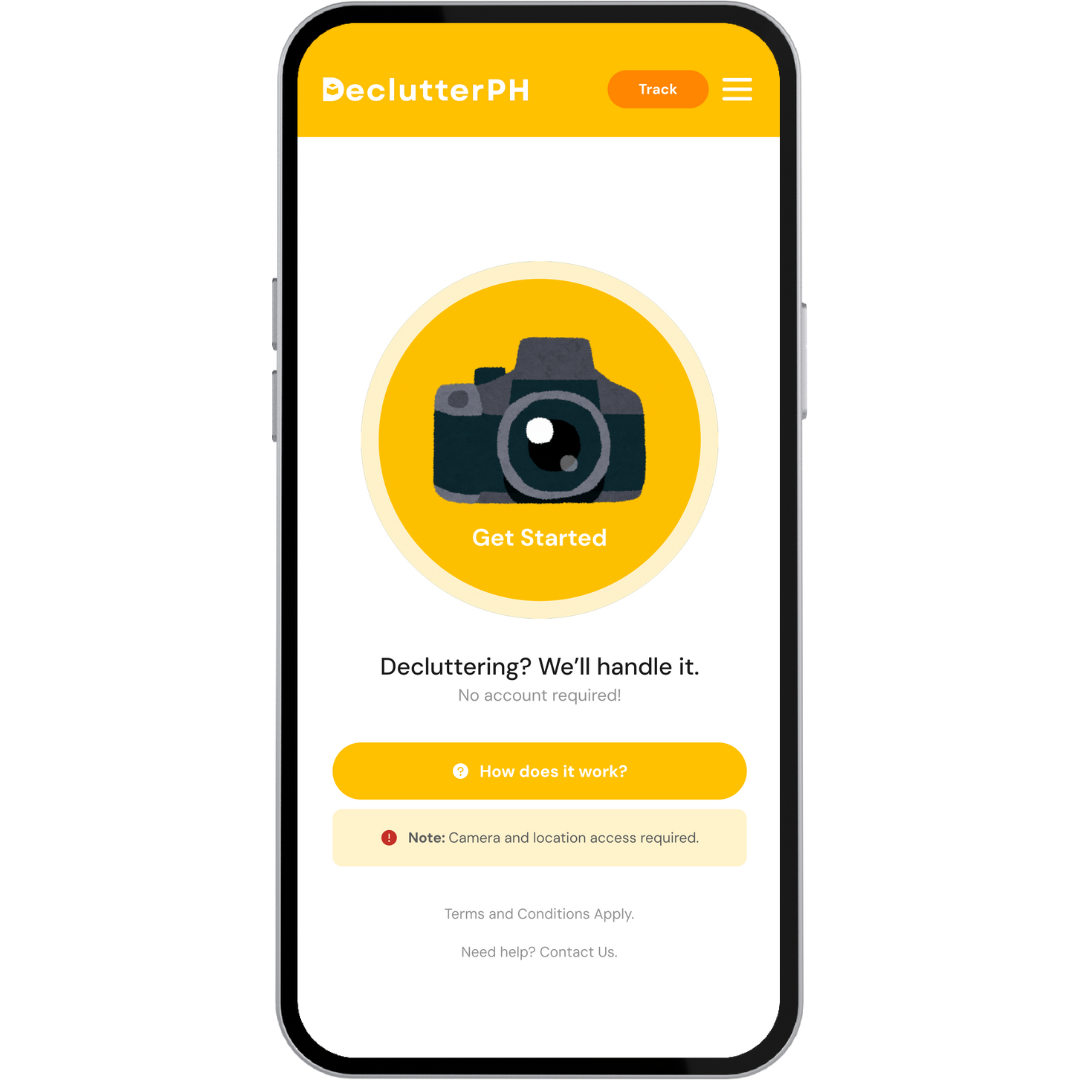 DeclutterPH
Track
Get Started
Decluttering? We’ll handle it.
No account required!
How does it work?
Note: Camera and location access required.
Terms and Conditions Apply.
Need help? Contact Us.